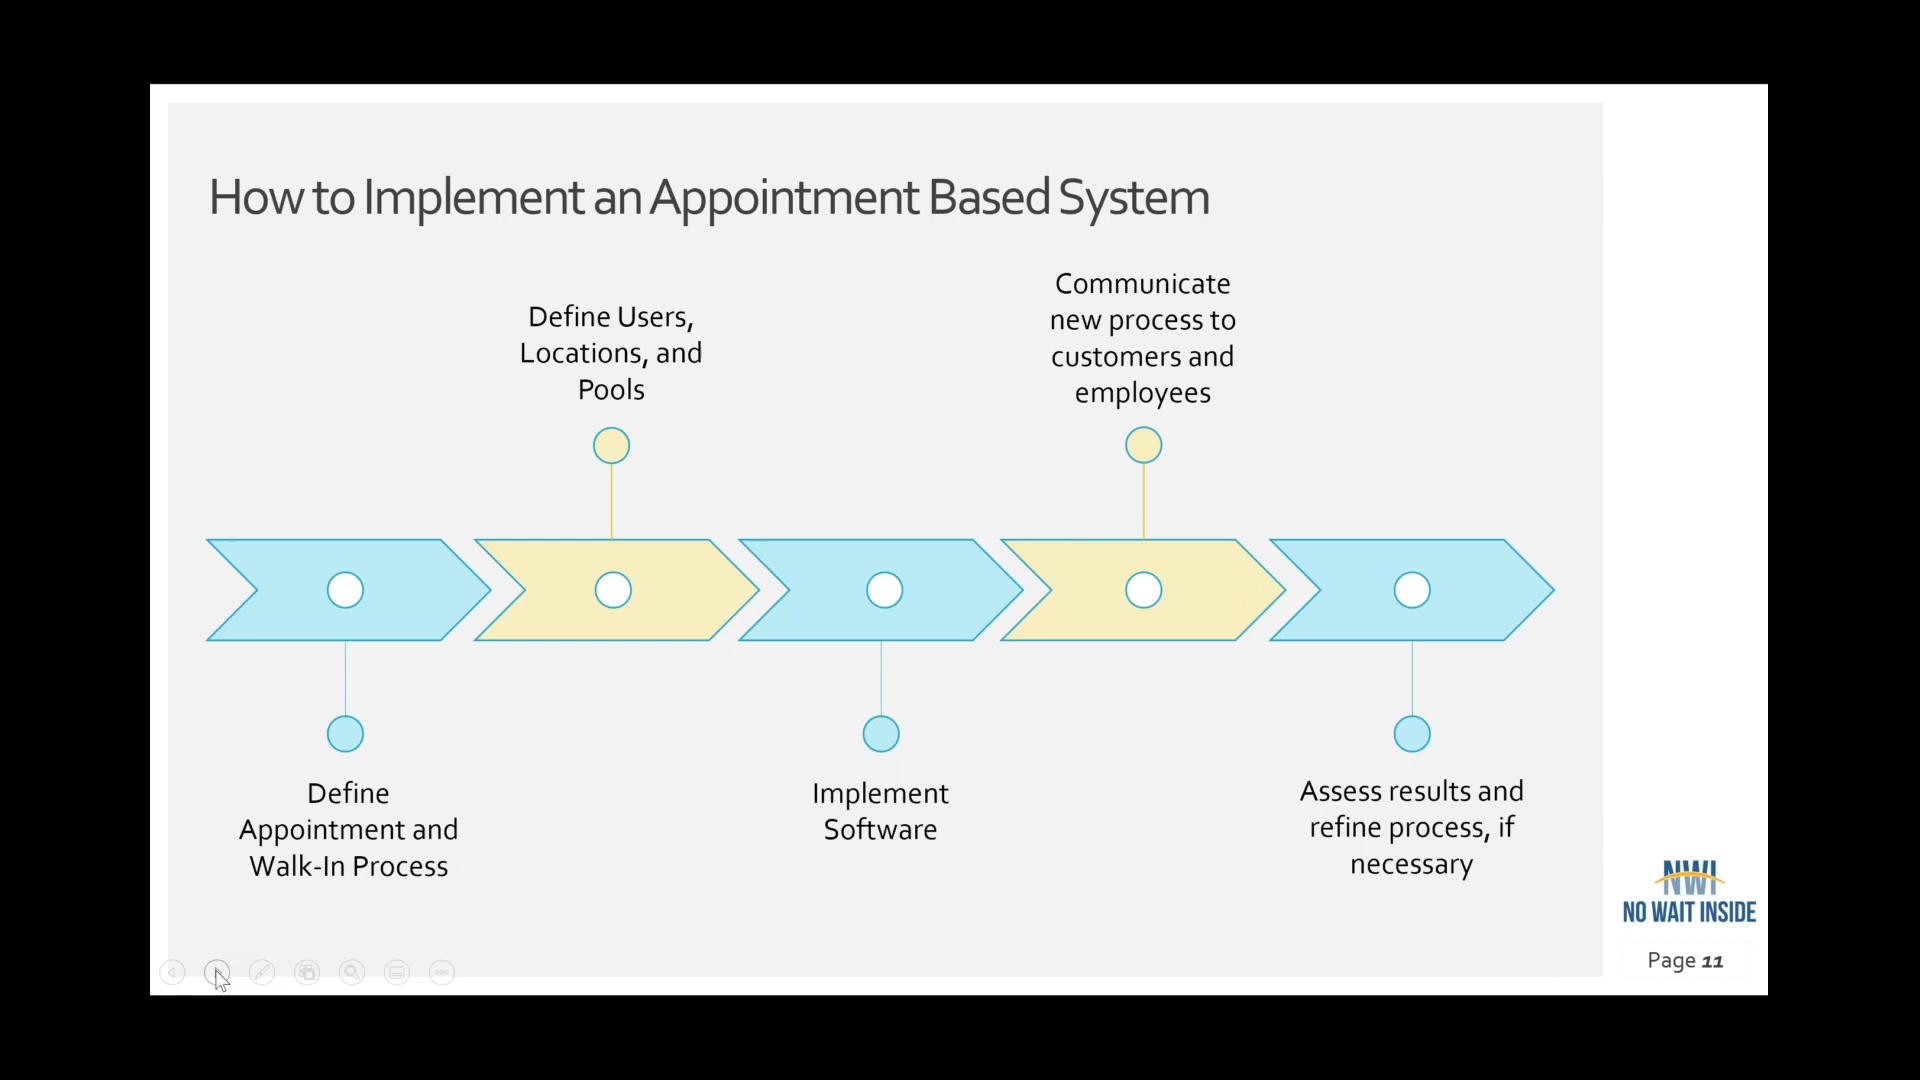 How to Implement an Appointment Based System
Define Users,
Locations, and
Pools
Communicate
new process to
customers and
employees
Define
Appointment and
Walk-In Process
Implement
Software
Assess results and
refine process, if
necessary
NWI
NO WAIT INSIDE
Page 11